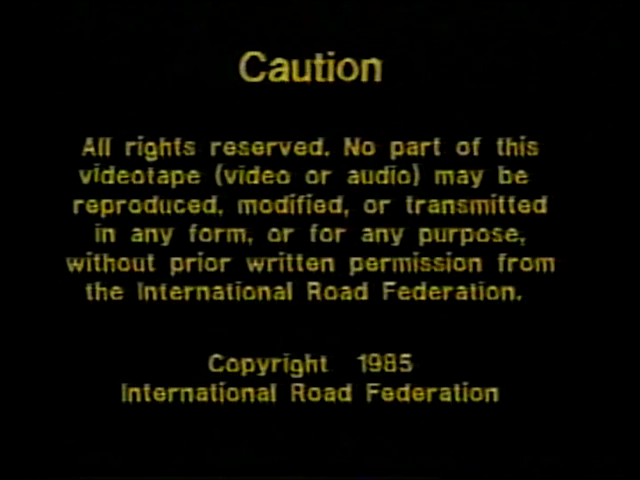 Caution
All rights reserved. No part of this
videotape (video or audio) may be
reproduced, modified, or transmitted
in any form, or for any purpose,
without prior written permission from
the International Road Federation.
Copyright 1985
International Road Federation